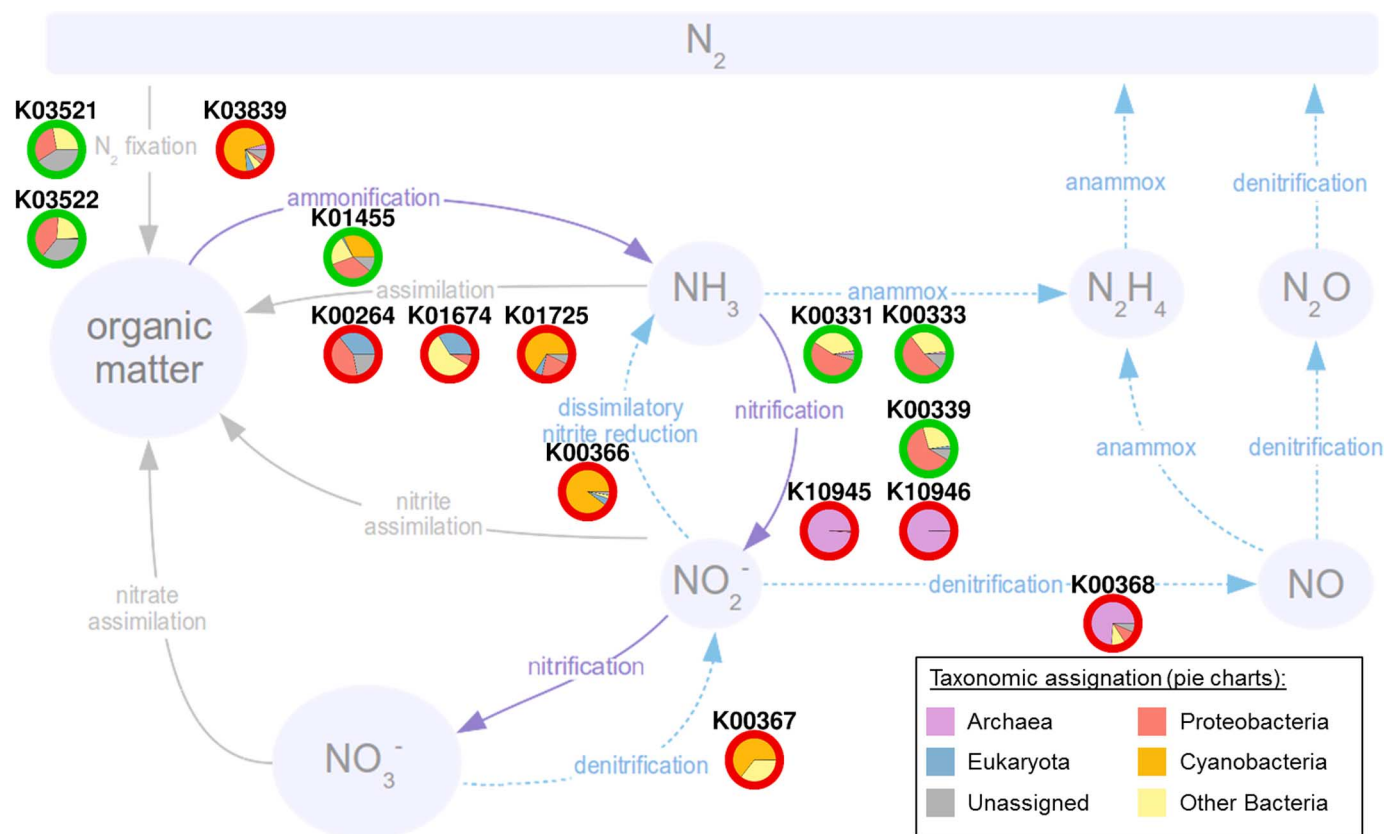 N2
K03521
K03839
N2 fixation
K03522
ammonification
K01455
anammox
denitrification
organic
matter
assimilation
NH3
anammox
N2H4
N2O
K00264
K01674
K01725
K00331
K00333
dissimilatory
nitrite reduction
nitrification
K00339
K00366
anammox
denitrification
K10945
K10946
nitrite
assimilation
NO2-
denitrification
K00368
NO
nitrate
assimilation
nitrification
NO3-
denitrification
K00367
Taxonomic assignation (pie charts):
Archaea
Proteobacteria
Eukaryota
Cyanobacteria
Unassigned
Other Bacteria